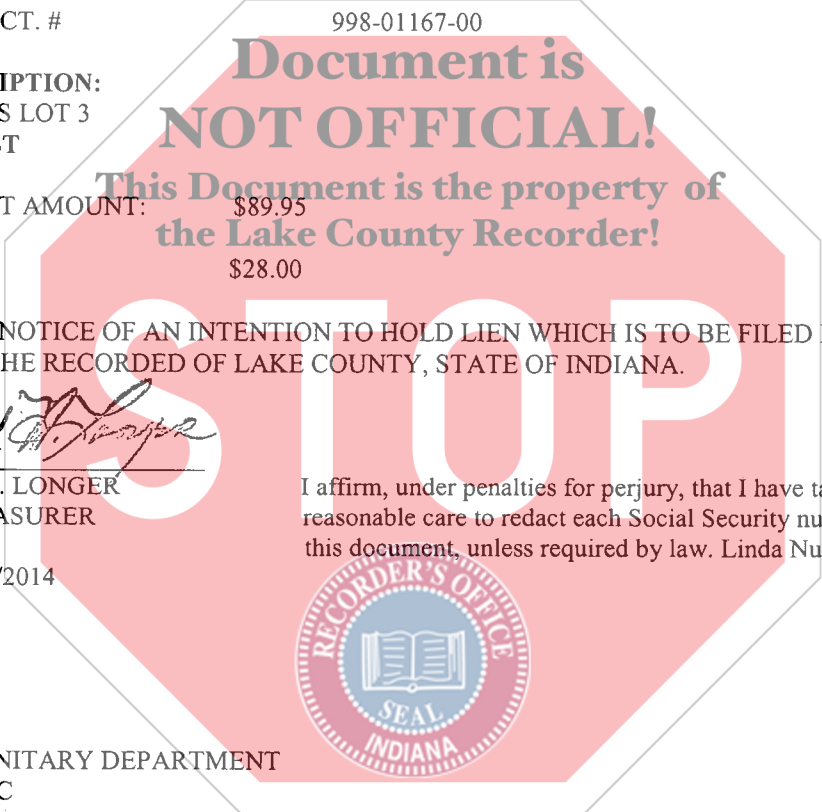 CT. # 998-01167-00
Document is
IPTION:
S LOT 3
NOT OFFICIAL!
T
This Document is the property of
T AMOUNT: $89.95
the Lake County Recorder!
$28.00
STOP
NOTICE OF AN INTENTION TO HOLD LIEN WHICH IS TO BE FILED
HE RECORDED OF LAKE COUNTY, STATE OF INDIANA.
. LONGER
ASURER
I affirm, under penalties for perjury, that I have ta
reasonable care to redact each Social Security nu
this document, unless required by law. Linda Nu
/2014
RECORDER'S OFFICE
SEAL
INDIANA
NITARY DEPARTMENT
C